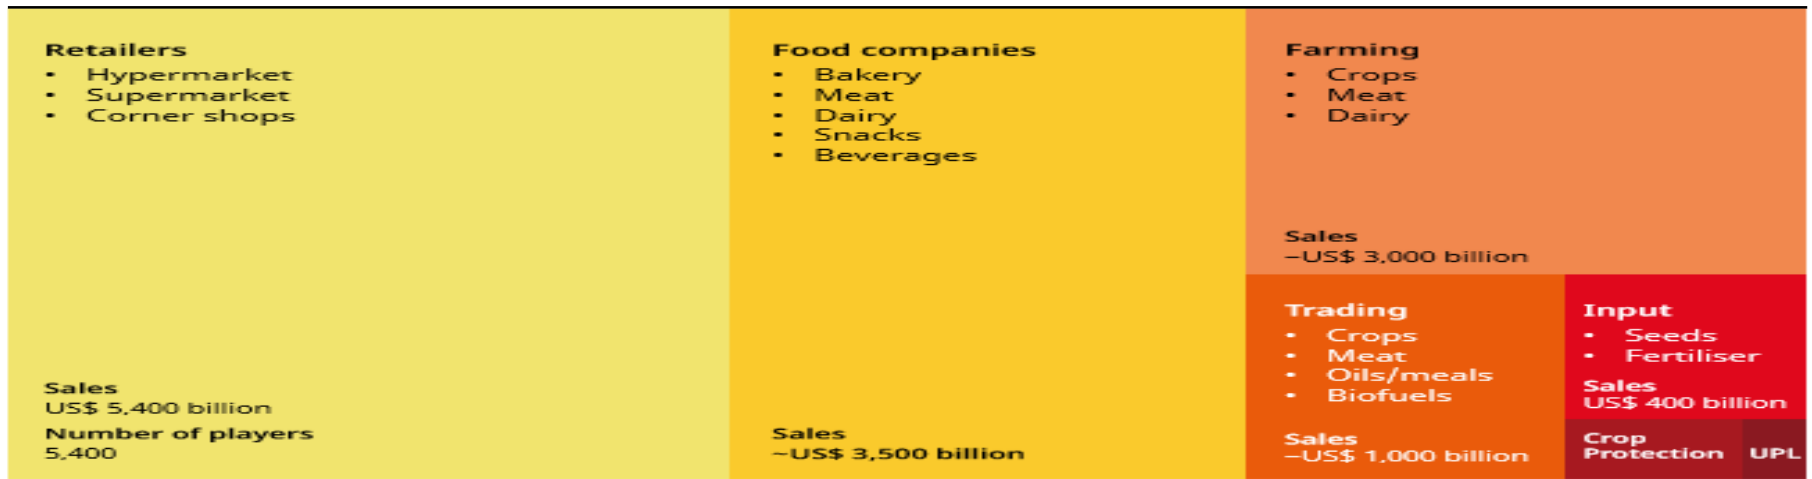 Retailers
• Hypermarket
• Supermarket
• Corner shops
Sales
US$ 5,400 billion
Number of players
5,400
Food companies
• Bakery
• Meat
• Dairy
• Snacks
• Beverages
Sales
~US$ 3,500 billion
Farming
• Crops
• Meat
• Dairy
Sales
~US$ 3,000 billion
Trading
• Crops
• Meat
• Oils/meals
• Biofuels
Sales
~US$ 1,000 billion
Input
• Seeds
• Fertiliser
Sales
US$ 400 billion
Crop
Protection
UPL